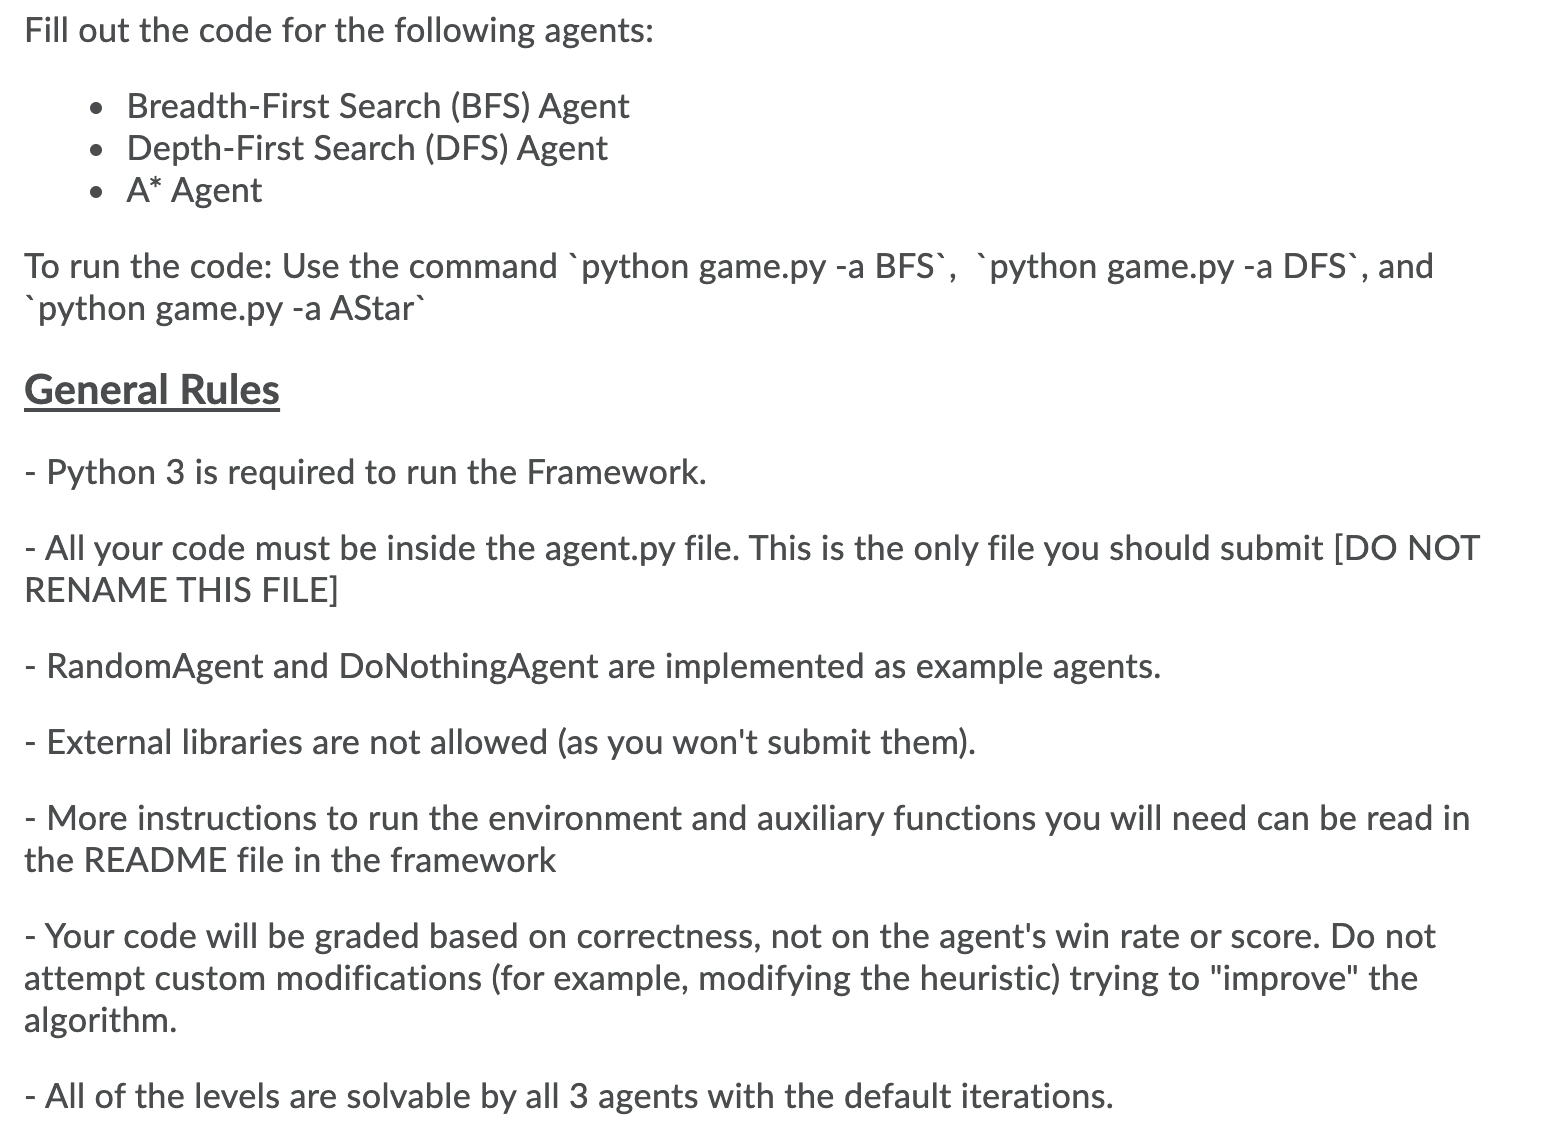 Fill out the code for the following agents:
• Breadth-First Search (BFS) Agent
• Depth-First Search (DFS) Agent
• A* Agent
To run the code: Use the command `python game.py -a BFS`,  `python game.py -a DFS`, and
`python game.py -a AStar`
General Rules
- Python 3 is required to run the Framework.
- All your code must be inside the agent.py file. This is the only file you should submit [DO NOT
RENAME THIS FILE]
- RandomAgent and DoNothingAgent are implemented as example agents.
- External libraries are not allowed (as you won't submit them).
- More instructions to run the environment and auxiliary functions you will need can be read in
the README file in the framework
- Your code will be graded based on correctness, not on the agent's win rate or score. Do not
attempt custom modifications (for example, modifying the heuristic) trying to "improve" the
algorithm.
- All of the levels are solvable by all 3 agents with the default iterations.